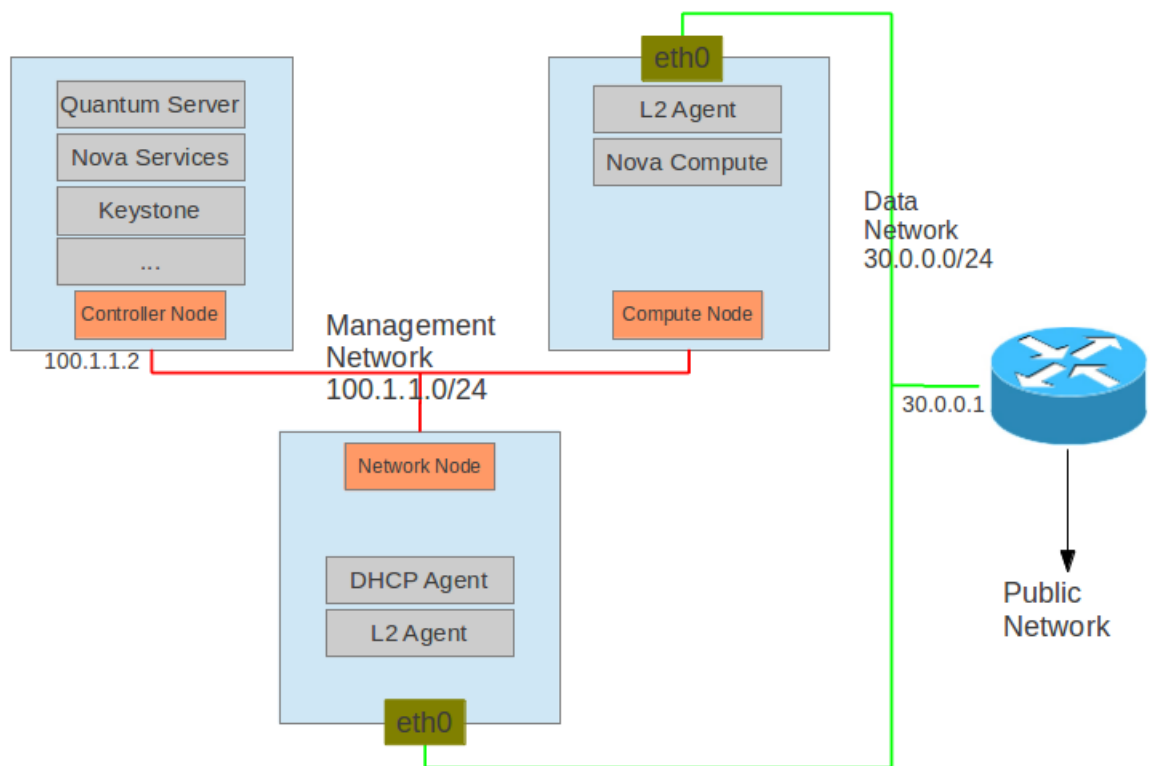 Quantum Server
Nova Services
Keystone
...
Controller Node
100.1.1.2
Management
Network
100.1.1.0/24
eth0
L2 Agent
Nova Compute
Compute Node
Data
Network
30.0.0.0/24
30.0.0.1
Public
Network
Network Node
DHCP Agent
L2 Agent
eth0